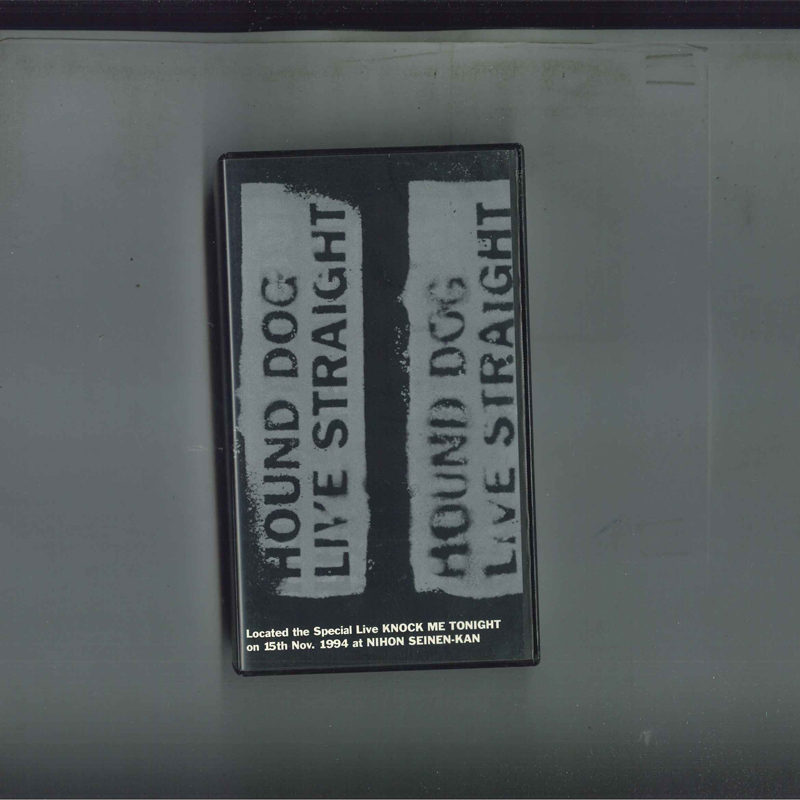 HOUND DOG
LIVE STRAIGHT
HOUND DOG
LIVE STRAIGHT
Located the Special Live KNOCK ME TONIGHT
on 15th Nov. 1994 at NIHON SEINEN-KAN